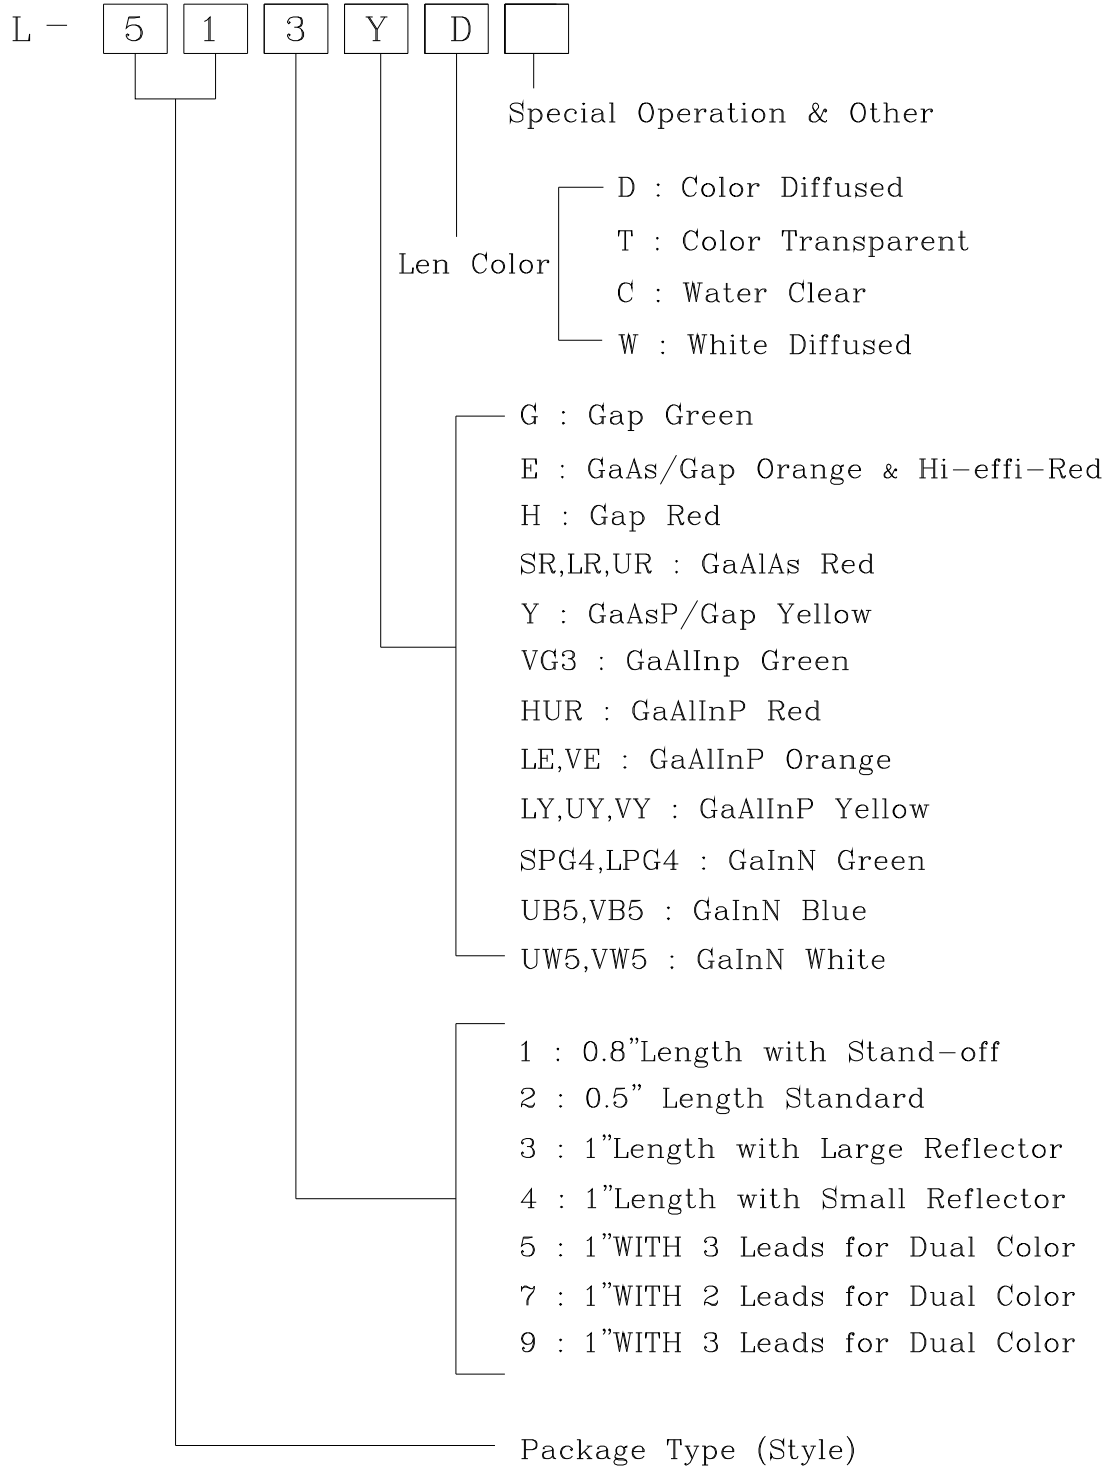 L- 5 1 3 Y D
Special Operation & Other
D : Color Diffused
T : Color Transparent
Len Color
C : Water Clear
W : White Diffused
G : Gap Green
E : GaAs/Gap Orange & Hi-effi-Red
H : Gap Red
SR,LR,UR : GaAlAs Red
Y : GaAsP/Gap Yellow
VG3 : GaAlInp Green
HUR : GaAlInP Red
LE,VE : GaAlInP Orange
LY,UY,VY : GaAlInP Yellow
SPG4,LPG4 : GaInN Green
UB5,VB5 : GaInN Blue
UW5,VW5 : GaInN White
1 : 0.8"Length with Stand-off
2 : 0.5" Length Standard
3 : 1"Length with Large Reflector
4 : 1"Length with Small Reflector
5 : 1"WITH 3 Leads for Dual Color
7 : 1"WITH 2 Leads for Dual Color
9 : 1"WITH 3 Leads for Dual Color
Package Type (Style)